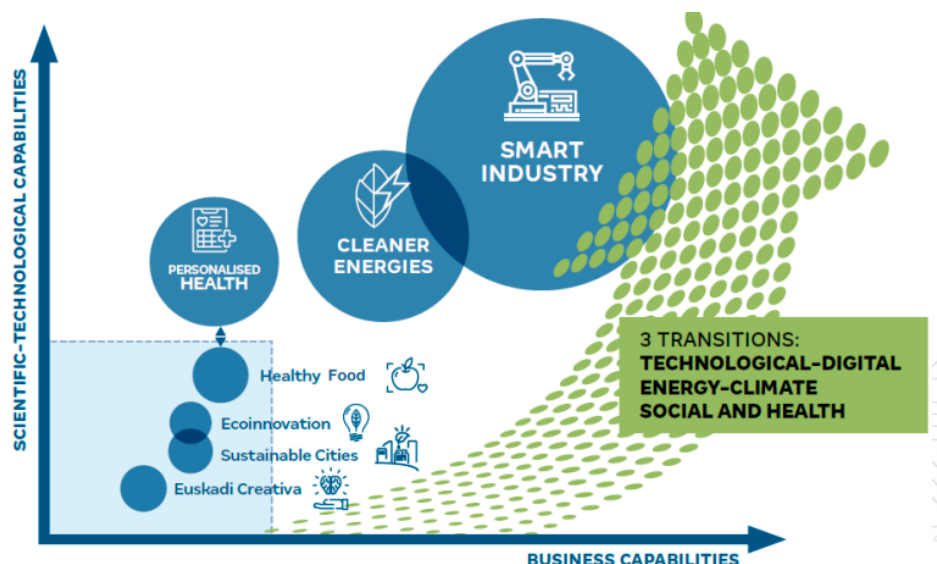 SCIENTIFIC-TECHNOLOGICAL CAPABILITIES
SMART
INDUSTRY
CLEANER
ENERGIES
PERSONALISED
HEALTH
3 TRANSITIONS:
TECHNOLOGICAL-DIGITAL
ENERGY-CLIMATE
SOCIAL AND HEALTH
Healthy Food
Ecoinnovation
Sustainable Cities
Euskadi Creativa
BUSINESS CAPABILITIES